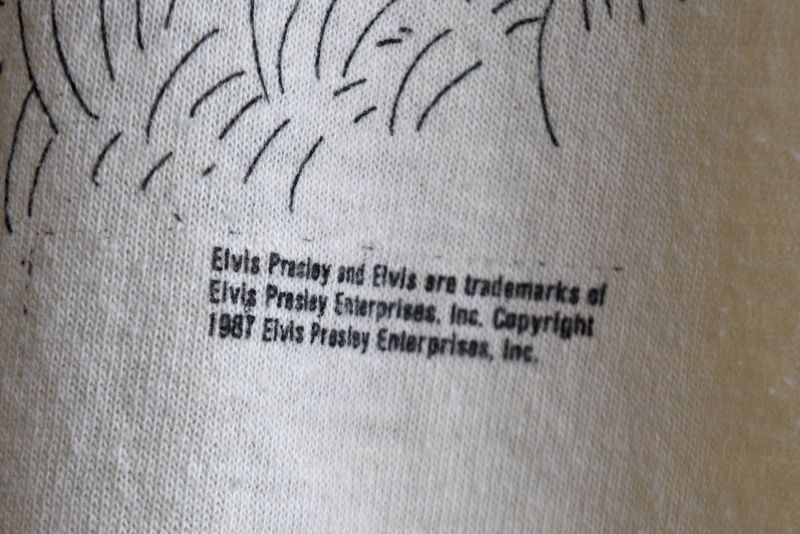 Elvis Presley and Elvis are trademarks of
Elvis Presley Enterprises, Inc. Copyright
1987 Elvis Presley Enterprises, Inc.